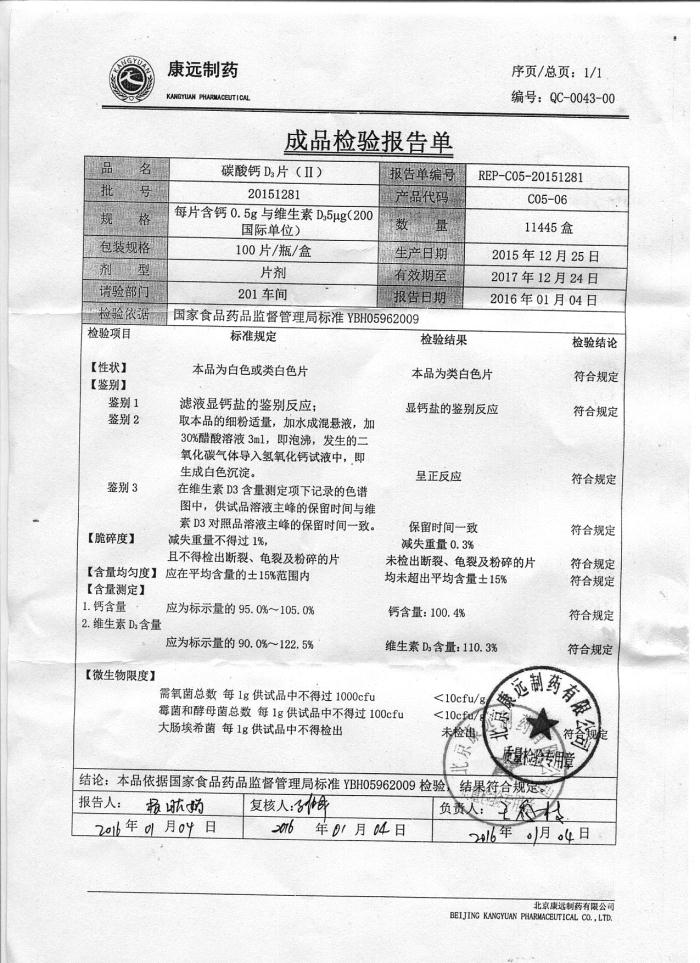 KANGYUAN
康远制药
KANGYUAN PHARMACEUTICAL
序页/总页：1/1
编号：QC-0043-00
成品检验报告单
品 名 碳酸钙D₃片（Ⅱ） 报告单编号 REP-C05-20151281
批 号 20151281 产品代码 C05-06
规 格 每片含钙0.5g与维生素D₃5μg(200国际单位) 数 量 11445盒
包装规格 100片/瓶/盒 生产日期 2015年12月25日
剂 型 片剂 有效期至 2017年12月24日
请验部门 201车间 报告日期 2016年01月04日
检验依据 国家食品药品监督管理局标准YBH05962009
检验项目 标准规定 检验结果 检验结论
【性状】 本品为白色或类白色片 本品为类白色片 符合规定
【鉴别】
鉴别1 滤液显钙盐的鉴别反应； 显钙盐的鉴别反应 符合规定
鉴别2 取本品的细粉适量，加水成混悬液，加
30%醋酸溶液3ml，即泡沸，发生的二
氧化碳气体导入氢氧化钙试液中，即
生成白色沉淀。 呈正反应 符合规定
鉴别3 在维生素D3含量测定项下记录的色谱
图中，供试品溶液主峰的保留时间与维
素D3对照品溶液主峰的保留时间一致。 保留时间一致 符合规定
【脆碎度】 减失重量不得过1%， 减失重量0.3%
且不得检出断裂、龟裂及粉碎的片 未检出断裂、龟裂及粉碎的片 符合规定
【含量均匀度】 应在平均含量的±15%范围内 均未超出平均含量±15% 符合规定
【含量测定】
1.钙含量 应为标示量的95.0%~105.0% 钙含量：100.4% 符合规定
2.维生素D₃含量
应为标示量的90.0%~122.5% 维生素D₃含量：110.3% 符合规定
【微生物限度】
需氧菌总数 每1g供试品中不得过1000cfu <10cfu/g
霉菌和酵母菌总数 每1g供试品中不得过100cfu <10cfu/g
大肠埃希菌 每1g供试品中不得检出 未检出 符合规定
北京康远制药有限公司
质量检验专用章
结论：本品依据国家食品药品监督管理局标准YBH05962009检验，结果符合规定。
报告人： 复核人： 负责人：
2016年01月04日 2016年01月04日 2016年01月04日
北京康远制药有限公司
BEIJING KANGYUAN PHARMACEUTICAL CO.,LTD.